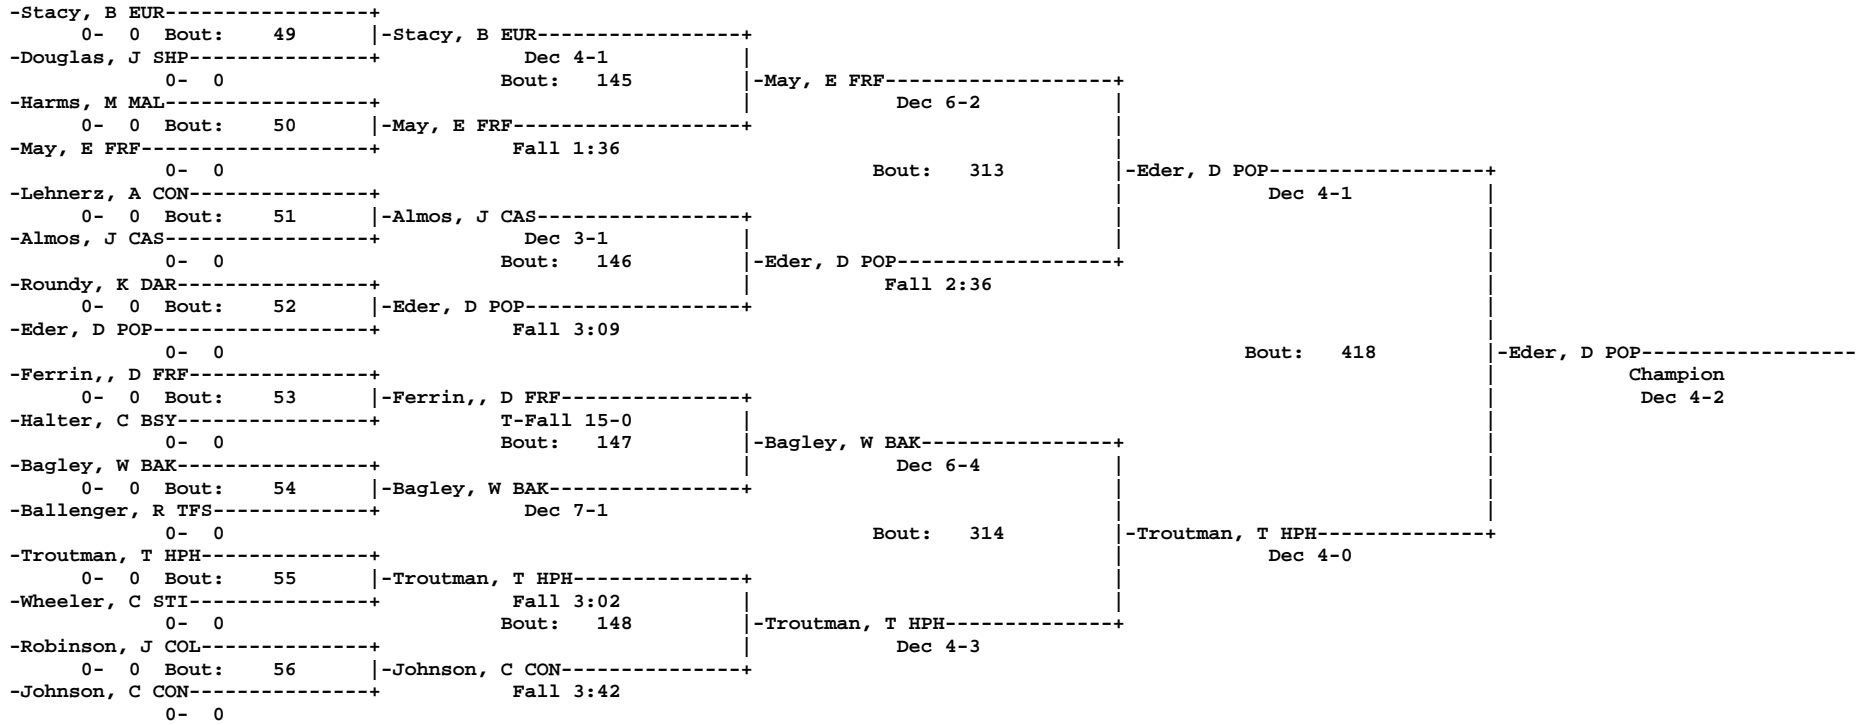 -Stacy, B EUR-----------------+
0- 0 Bout: 49 |-Stacy, B EUR-----------------+
-Douglas, J SHP---------------+ Dec 4-1 |
0- 0 Bout: 145 |-May, E FRF-------------------+
-Harms, M MAL-----------------+ | Dec 6-2 |
0- 0 Bout: 50 |-May, E FRF-------------------+ |
-May, E FRF-------------------+ Fall 1:36 |
0- 0 Bout: 313 |-Eder, D POP------------------+
-Lehnerz, A CON---------------+ | Dec 4-1 |
0- 0 Bout: 51 |-Almos, J CAS-----------------+ | |
-Almos, J CAS-----------------+ Dec 3-1 | | |
0- 0 Bout: 146 |-Eder, D POP------------------+ |
-Roundy, K DAR----------------+ | Fall 2:36 |
0- 0 Bout: 52 |-Eder, D POP------------------+ |
-Eder, D POP------------------+ Fall 3:09 |
0- 0 Bout: 418 |-Eder, D POP------------------
-Ferrin,, D FRF---------------+ | Champion
0- 0 Bout: 53 |-Ferrin,, D FRF---------------+ | Dec 4-2
-Halter, C BSY----------------+ T-Fall 15-0 | |
0- 0 Bout: 147 |-Bagley, W BAK----------------+ |
-Bagley, W BAK----------------+ | Dec 6-4 | |
0- 0 Bout: 54 |-Bagley, W BAK----------------+ | |
-Ballenger, R TFS-------------+ Dec 7-1 | |
0- 0 Bout: 314 |-Troutman, T HPH--------------+
-Troutman, T HPH--------------+ | Dec 4-0
0- 0 Bout: 55 |-Troutman, T HPH--------------+ |
-Wheeler, C STI---------------+ Fall 3:02 | |
0- 0 Bout: 148 |-Troutman, T HPH--------------+
-Robinson, J COL--------------+ | Dec 4-3
0- 0 Bout: 56 |-Johnson, C CON---------------+
-Johnson, C CON---------------+ Fall 3:42
0- 0